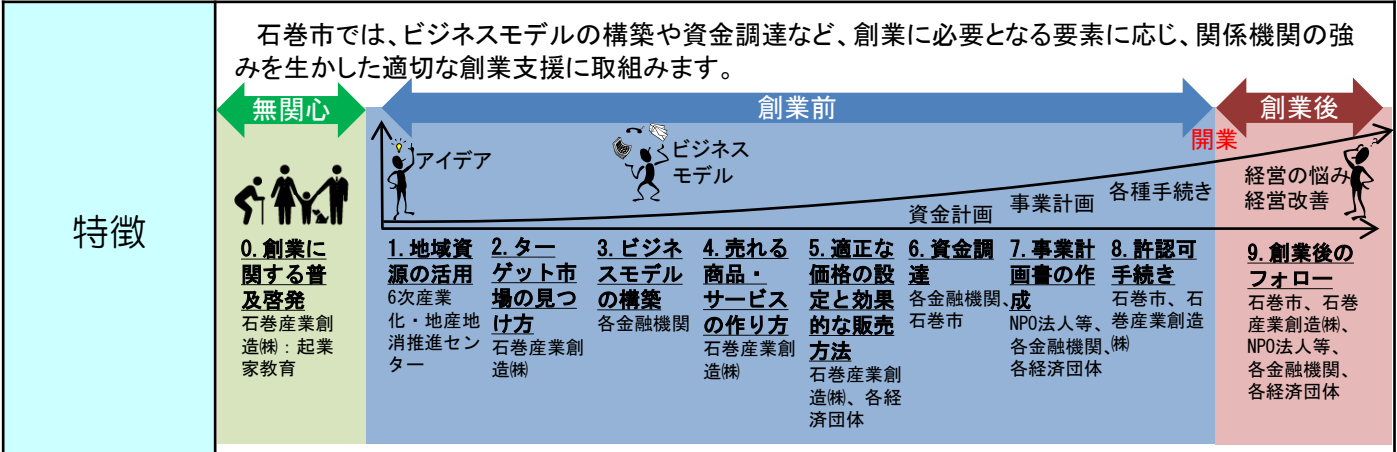 特徴
石巻市では、ビジネスモデルの構築や資金調達など、創業に必要となる要素に応じ、関係機関の強
みを生かした適切な創業支援に取組みます。
無関心
創業前
創業後
開業
アイデア
ビジネス
モデル
資金計画
事業計画
各種手続き
経営の悩み
経営改善
0.創業に
関する普
及啓発
石巻産業創
造㈱：起業
家教育
1.地域資
源の活用
6次産業
化・地産地
消推進セン
ター
2.ター
ゲット市
場の見つ
け方
石巻産業創
造㈱
3.ビジネ
スモデル
の構築
各金融機関
4.売れる
商品・
サービス
の作り方
石巻産業創
造㈱
5.適正な
価格の設
定と効果
的な販売
方法
石巻産業創
造㈱、各経
済団体
6.資金調
達
各金融機関、
石巻市
7.事業計
画書の作
成
NPO法人等、
各金融機関、
各経済団体
8.許認可
手続き
石巻市、石
巻産業創造
㈱
9.創業後の
フォロー
石巻市、石巻
産業創造㈱、
NPO法人等、
各金融機関、
各経済団体